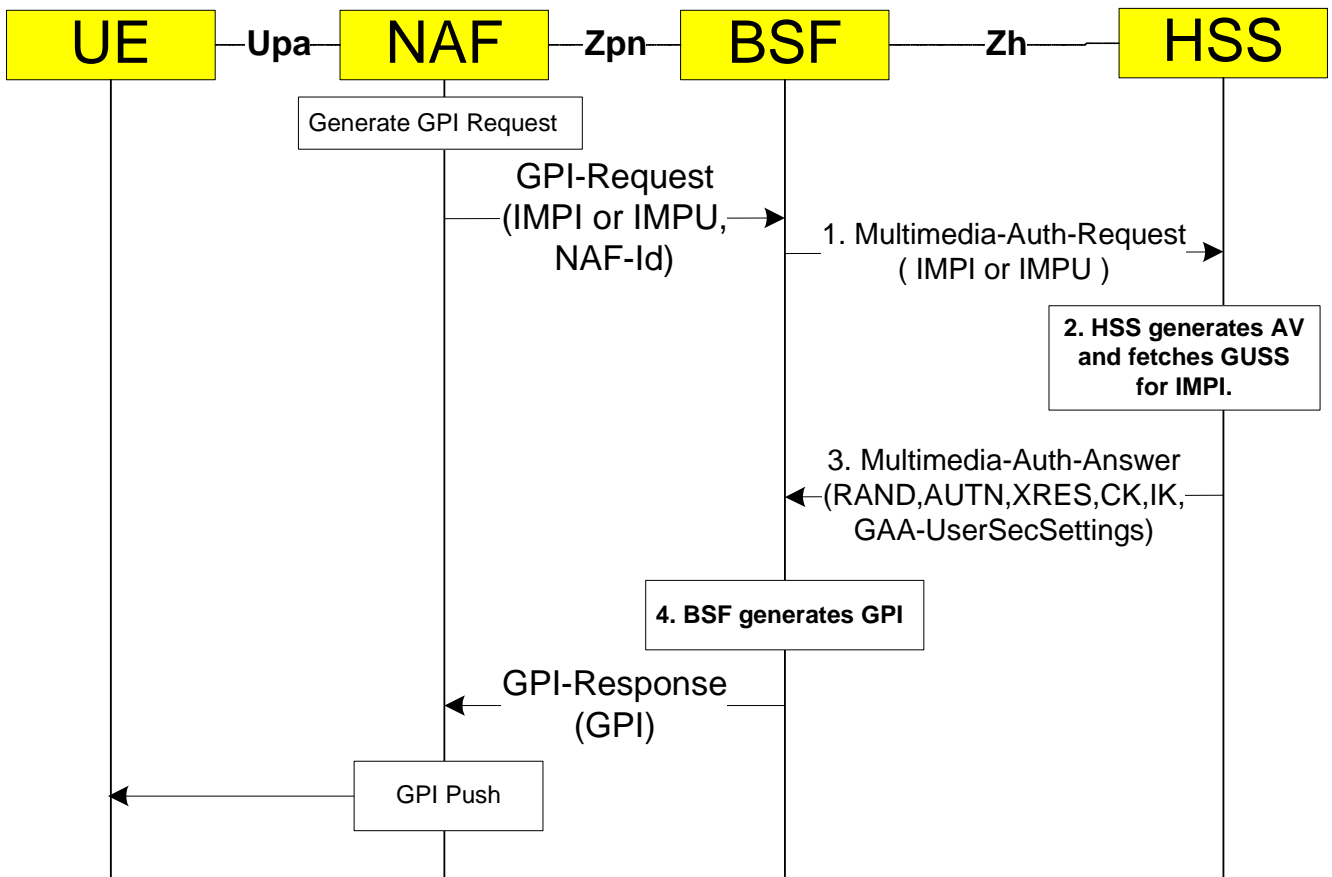 UE
Upa
NAF
Zpn
BSF
Zh
HSS
Generate GPI Request
GPI-Request
(IMPI or IMPU,
NAF-Id)
1. Multimedia-Auth-Request
( IMPI or IMPU )
2. HSS generates AV
and fetches GUSS
for IMPI.
3. Multimedia-Auth-Answer
(RAND,AUTN,XRES,CK,IK,
GAA-UserSecSettings)
4. BSF generates GPI
GPI-Response
(GPI)
GPI Push